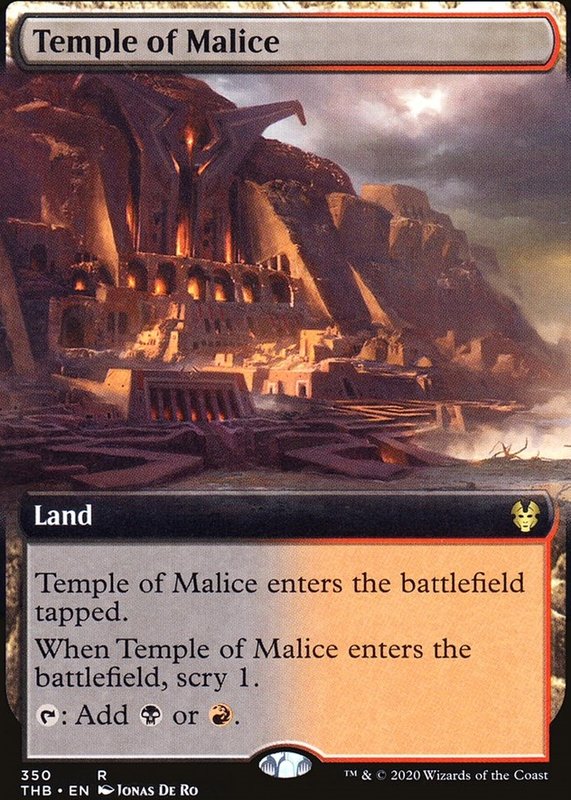 Temple of Malice
Land
Temple of Malice enters the battlefield
tapped.
When Temple of Malice enters the
battlefield, scry 1.
: Add or .
350 R
THB • EN Jonas De Ro
™ & © 2020 Wizards of the Coast